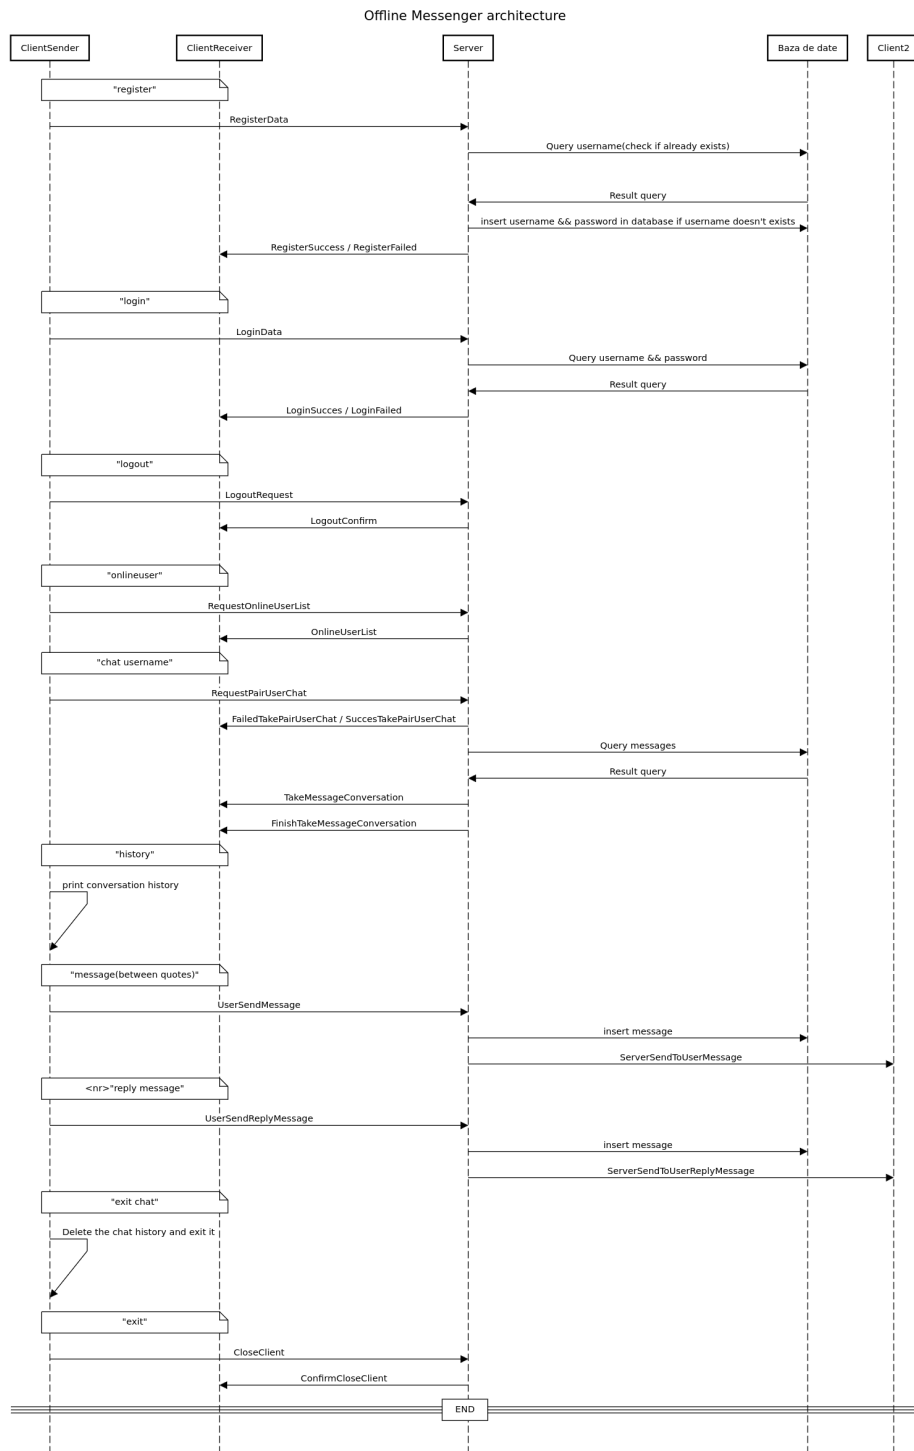 Offline Messenger architecture
ClientSender
ClientReceiver
Server
Baza de date
Client2
"register"
RegisterData
Query username(check if already exists)
Result query
insert username && password in database if username doesn't exists
RegisterSuccess / RegisterFailed
"login"
LoginData
Query username && password
Result query
LoginSucces / LoginFailed
"logout"
LogoutRequest
LogoutConfirm
"onlineuser"
RequestOnlineUserList
OnlineUserList
"chat username"
RequestPairUserChat
FailedTakePairUserChat / SuccesTakePairUserChat
Query messages
Result query
TakeMessageConversation
FinishTakeMessageConversation
"history"
print conversation history
"message(between quotes)"
UserSendMessage
insert message
ServerSendToUserMessage
<nr>"reply message"
UserSendReplyMessage
insert message
ServerSendToUserReplyMessage
"exit chat"
Delete the chat history and exit it
"exit"
CloseClient
ConfirmCloseClient
END